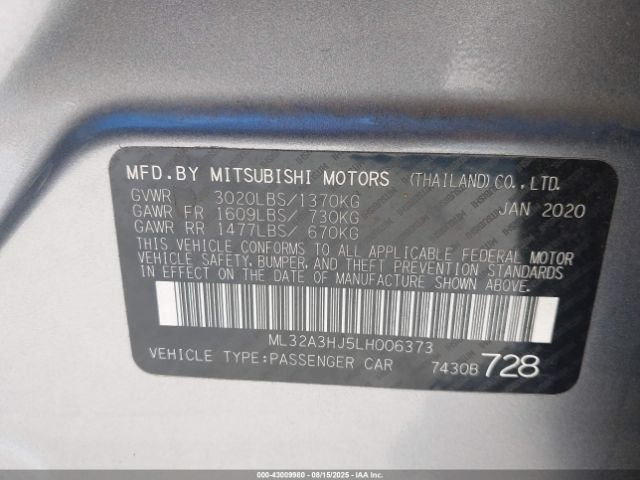 MFD.BY MITSUBISHI MOTORS (THAILAND)CO.,LTD.
GVWR 3020LBS/1370KG JAN 2020
GAWR FR 1609LBS/ 730KG
GAWR RR 1477LBS/ 670KG
THIS VEHICLE CONFORMS TO ALL APPLICABLE FEDERAL MOTOR
VEHICLE SAFETY, BUMPER, AND THEFT PREVENTION STANDARDS
IN EFFECT ON THE DATE OF MANUFACTURE SHOWN ABOVE.
ML32A3HJ5LH006373
VEHICLE TYPE:PASSENGER CAR 7430B 728
000-43009980 - 08/15/2025 - Copyright © 2025 IAA, LLC.